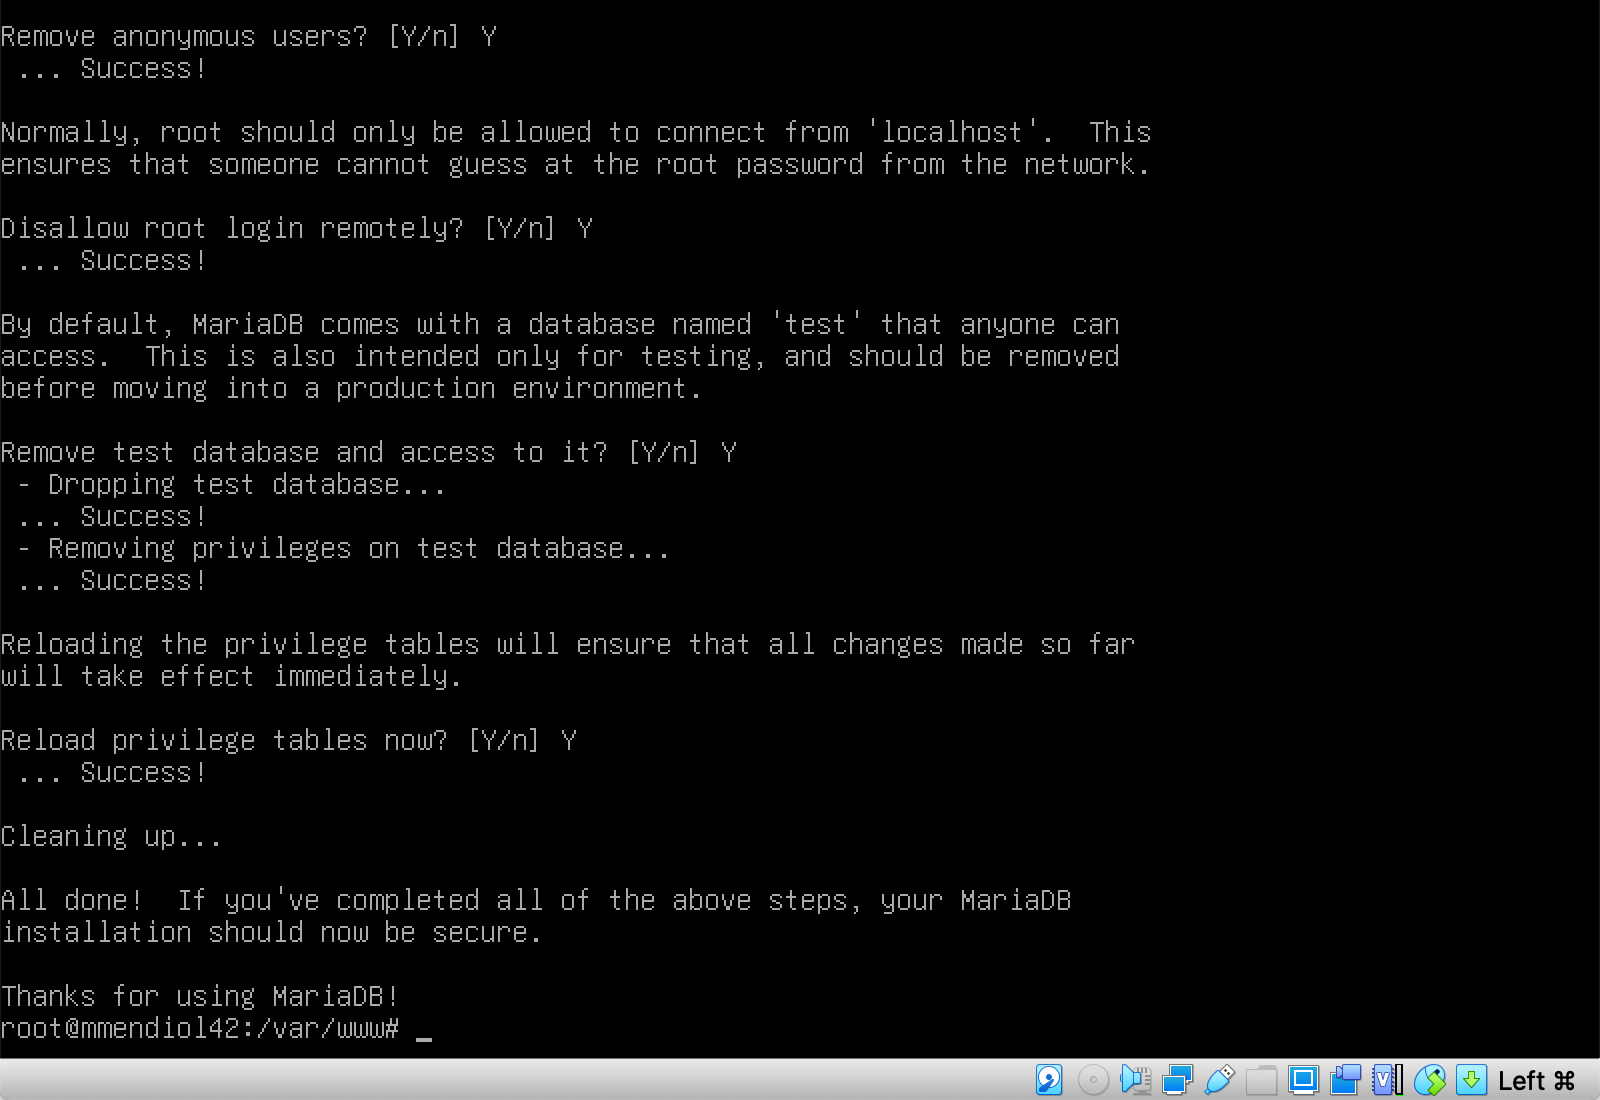 Remove anonymous users? [Y/n] Y
 ... Success!
Normally, root should only be allowed to connect from 'localhost'.  This
ensures that someone cannot guess at the root password from the network.
Disallow root login remotely? [Y/n] Y
 ... Success!
By default, MariaDB comes with a database named 'test' that anyone can
access.  This is also intended only for testing, and should be removed
before moving into a production environment.
Remove test database and access to it? [Y/n] Y
 - Dropping test database...
 ... Success!
 - Removing privileges on test database...
 ... Success!
Reloading the privilege tables will ensure that all changes made so far
will take effect immediately.
Reload privilege tables now? [Y/n] Y
 ... Success!
Cleaning up...
All done!  If you've completed all of the above steps, your MariaDB
installation should now be secure.
Thanks for using MariaDB!
root@mmendiol42:/var/www# _
Left ⌘